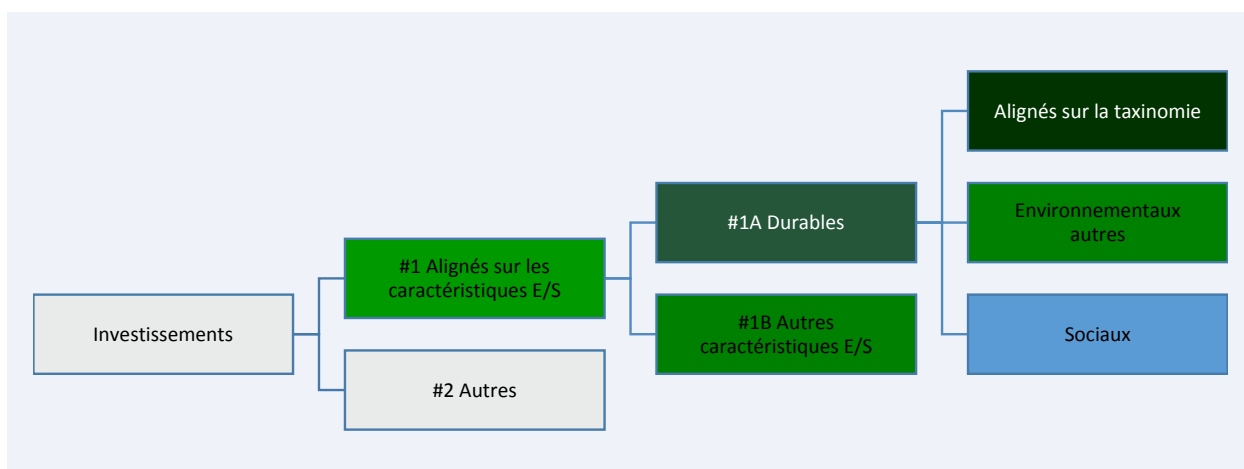 Investissements
#1 Alignés sur les
caractéristiques E/S
#2 Autres
#1A Durables
#1B Autres
caractéristiques E/S
Alignés sur la taxinomie
Environnementaux
autres
Sociaux